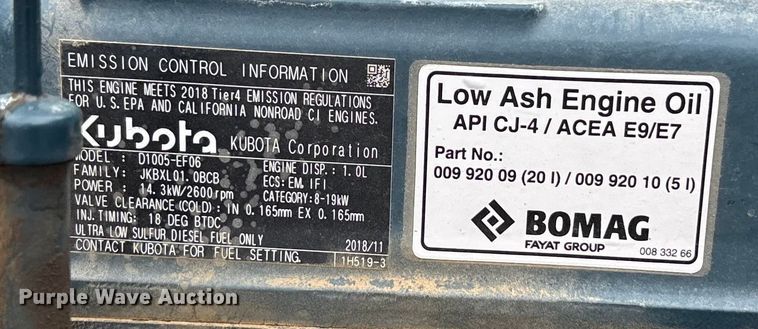 EMISSION CONTROL INFORMATION
THIS ENGINE MEETS 2018 Tier4 EMISSION REGULATIONS
FOR U.S. EPA AND CALIFORNIA NONROAD CI ENGINES.
Kubota KUBOTA Corporation
MODEL: D1005-EF06 ENGINE DISP.: 1.0L
FAMILY: JKBXL01.0BCB ECS: EM, IFI
POWER: 14.3kW/2600rpm CATEGORY: 8-19kW
VALVE CLEARANCE(COLD): IN 0.165mm EX 0.165mm
INJ. TIMING: 18 DEG BTDC
ULTRA LOW SULFUR DIESEL FUEL ONLY 2018/11
CONTACT KUBOTA FOR FUEL SETTING. 1H519-3
Low Ash Engine Oil
API CJ-4 / ACEA E9/E7
Part No.:
009 920 09 (20 l) / 009 920 10 (5 l)
BOMAG
FAYAT GROUP
008 332 66
Purple Wave Auction